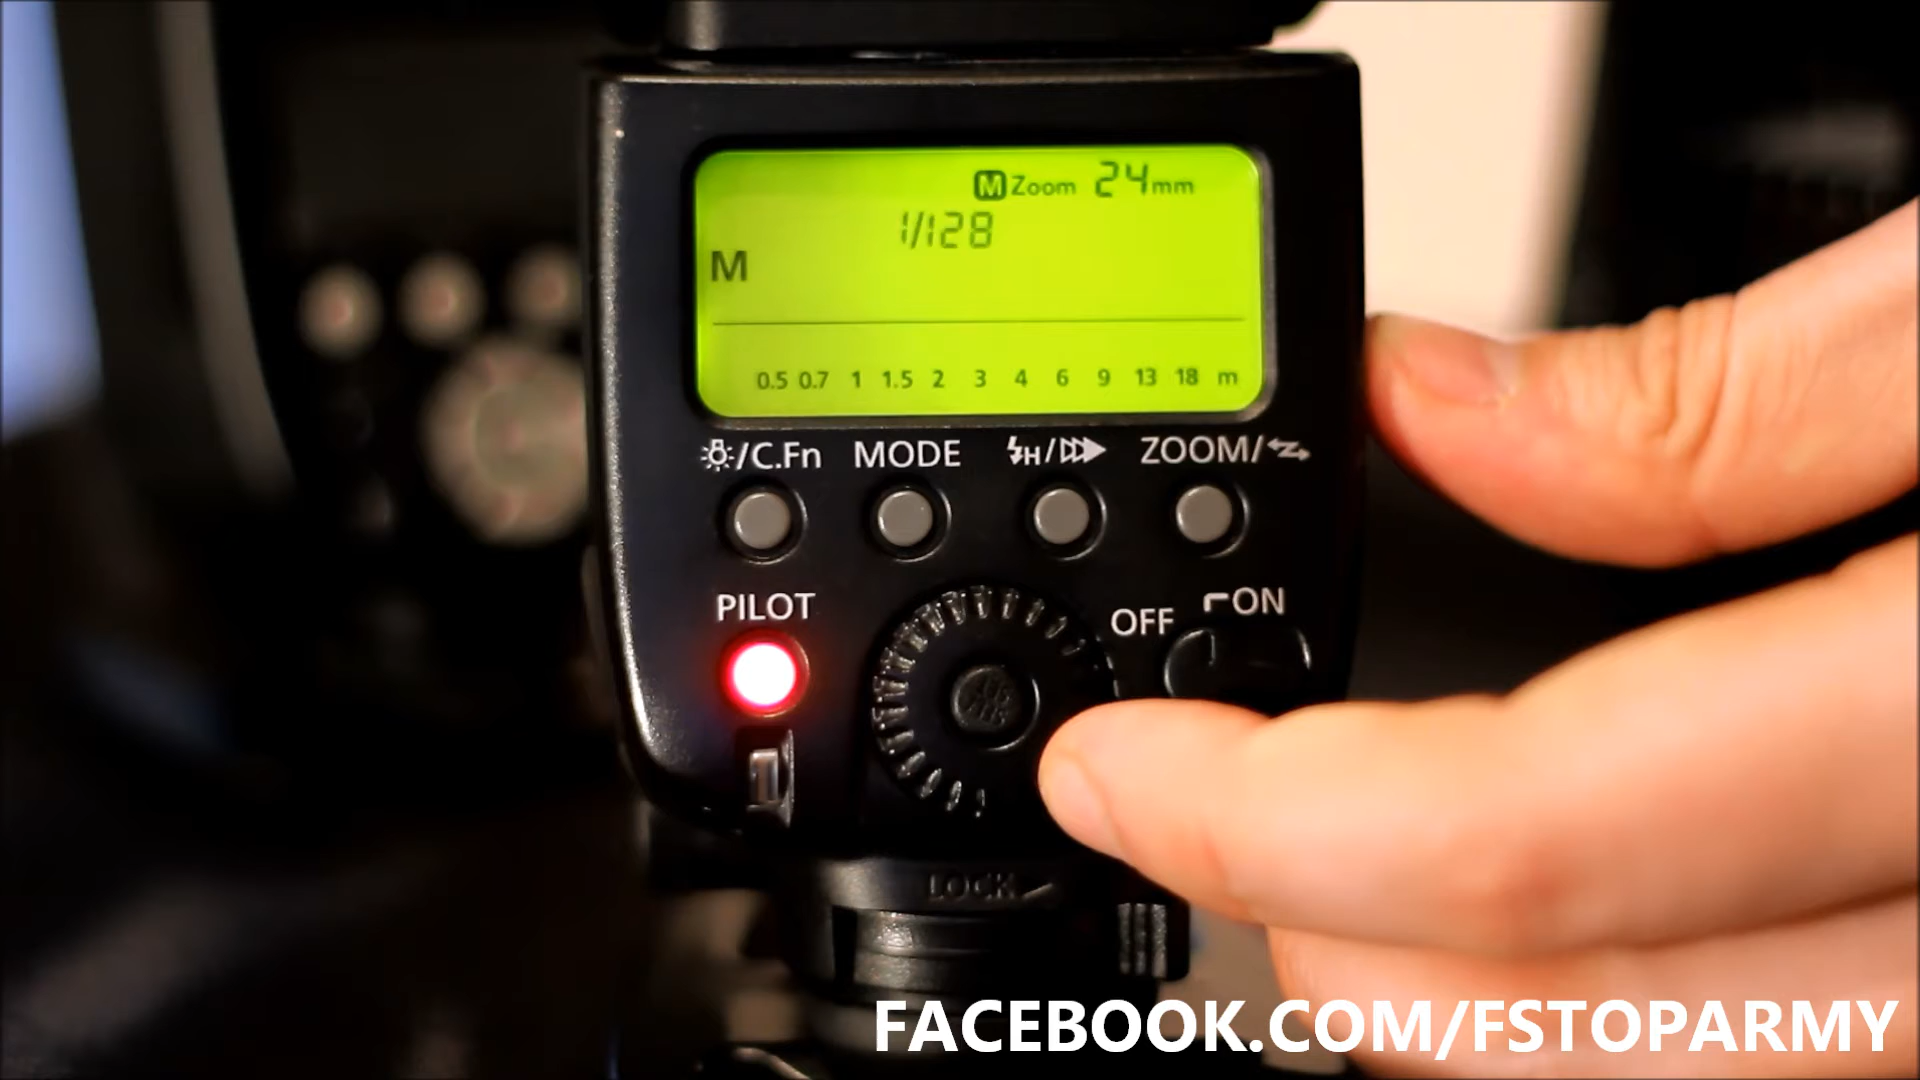 M Zoom 24mm
1/128
M
0.5 0.7 1 1.5 2 3 4 6 9 13 18 m
/C.Fn MODE H/ ZOOM/
PILOT
OFF ON
LOCK
FACEBOOK.COM/FSTOPARMY